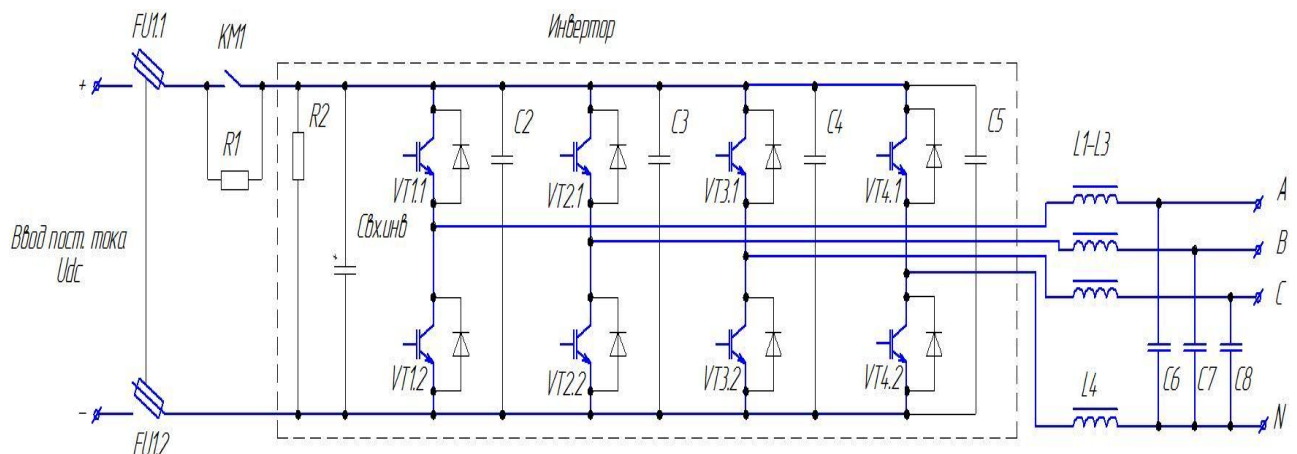 FU1.1
KM1
Инвертор
+
R1
R2
Cвх.инв
C2
C3
C4
C5
VT1.1
VT2.1
VT3.1
VT4.1
L1-L3
A
B
C
Ввод пост. тока
Udc
VT1.2
VT2.2
VT3.2
VT4.2
L4
C6
C7
C8
N
-
FU1.2